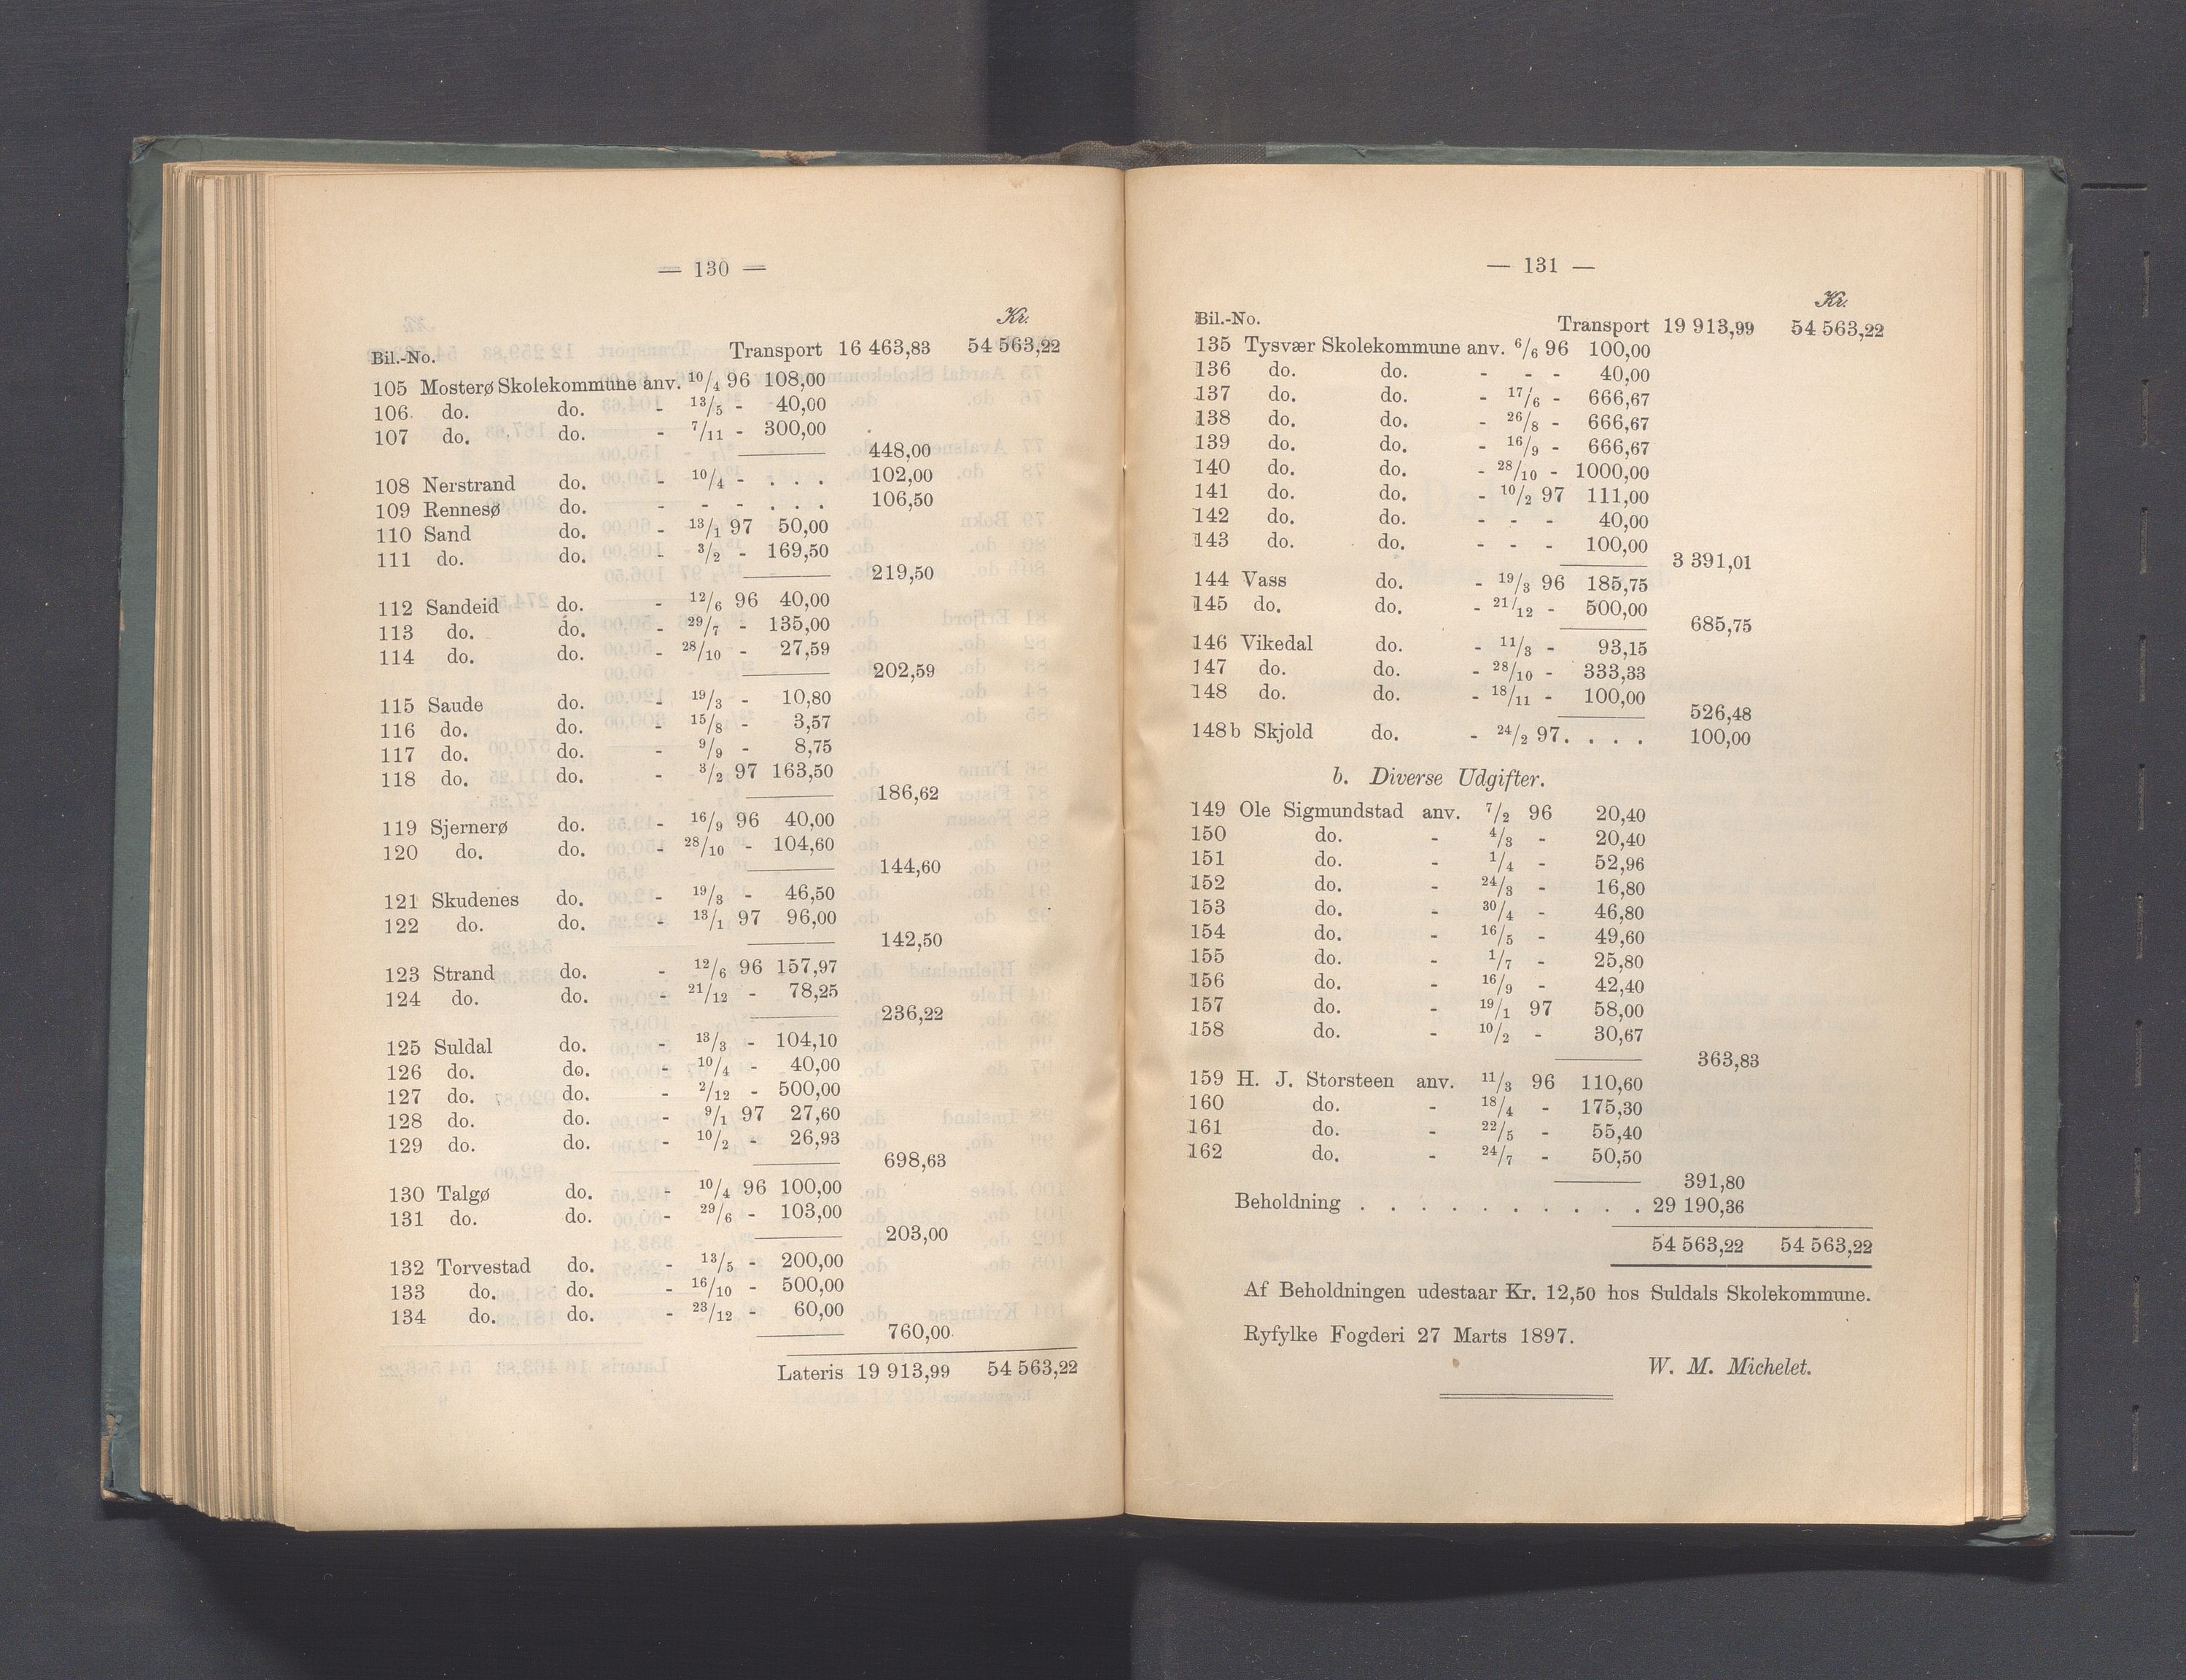 — 130 —
Kr.
Bil.-No. Transport 16 463,83 54 563,22
105 Mosterø Skolekommune anv. 10/4 96 108,00
106 do. do. - 13/5 - 40,00
107 do. do. - 7/11 - 300,00
448,00
108 Nerstrand do. - 10/4 - . . . 102,00
109 Rennesø do. - - - . . . 106,50
110 Sand do. - 13/1 97 50,00
111 do. do. - 3/2 - 169,50
219,50
112 Sandeid do. - 12/6 96 40,00
113 do. do. - 29/7 - 135,00
114 do. do. - 28/10 - 27,59
202,59
115 Saude do. - 19/3 - 10,80
116 do. do. - 15/8 - 3,57
117 do. do. - 9/9 - 8,75
118 do. do. - 3/2 97 163,50
186,62
119 Sjernerø do. - 16/9 96 40,00
120 do. do. - 28/10 - 104,60
144,60
121 Skudenes do. - 19/3 - 46,50
122 do. do. - 13/1 97 96,00
142,50
123 Strand do. - 12/6 96 157,97
124 do. do. - 21/12 - 78,25
236,22
125 Suldal do. - 13/3 - 104,10
126 do. do. - 10/4 - 40,00
127 do. do. - 2/12 - 500,00
128 do. do. - 9/1 97 27,60
129 do. do. - 10/2 - 26,93
698,63
130 Talgø do. - 10/4 96 100,00
131 do. do. - 29/6 - 103,00
203,00
132 Torvestad do. - 13/5 - 200,00
133 do. do. - 16/10 - 500,00
134 do. do. - 23/12 - 60,00
760,00
Lateris 19 913,99 54 563,22
— 131 —
Kr.
Bil.-No. Transport 19 913,99 54 563,22
135 Tysvær Skolekommune anv. 6/6 96 100,00
136 do. do. - - - 40,00
137 do. do. - 17/6 - 666,67
138 do. do. - 26/8 - 666,67
139 do. do. - 16/9 - 666,67
140 do. do. - 28/10 - 1000,00
141 do. do. - 10/2 97 111,00
142 do. do. - - - 40,00
143 do. do. - - - 100,00
3 391,01
144 Vass do. - 19/3 96 185,75
145 do. do. - 21/12 - 500,00
685,75
146 Vikedal do. - 11/3 - 93,15
147 do. do. - 28/10 - 333,33
148 do. do. - 18/11 - 100,00
526,48
148b Skjold do. - 24/2 97. . . . 100,00
b. Diverse Udgifter.
149 Ole Sigmundstad anv. 7/2 96 20,40
150 do. - 4/3 - 20,40
151 do. - 1/4 - 52,96
152 do. - 24/3 - 16,80
153 do. - 30/4 - 46,80
154 do. - 16/5 - 49,60
155 do. - 1/7 - 25,80
156 do. - 16/9 - 42,40
157 do. - 19/1 97 58,00
158 do. - 10/2 - 30,67
363,83
159 H. J. Storsteen anv. 11/3 96 110,60
160 do. - 18/4 - 175,30
161 do. - 22/5 - 55,40
162 do. - 24/7 - 50,50
391,80
Beholdning . . . . . . . . . . 29 190,36
54 563,22 54 563,22
Af Beholdningen udestaar Kr. 12,50 hos Suldals Skolekommune.
Ryfylke Fogderi 27 Marts 1897.
W. M. Michelet.